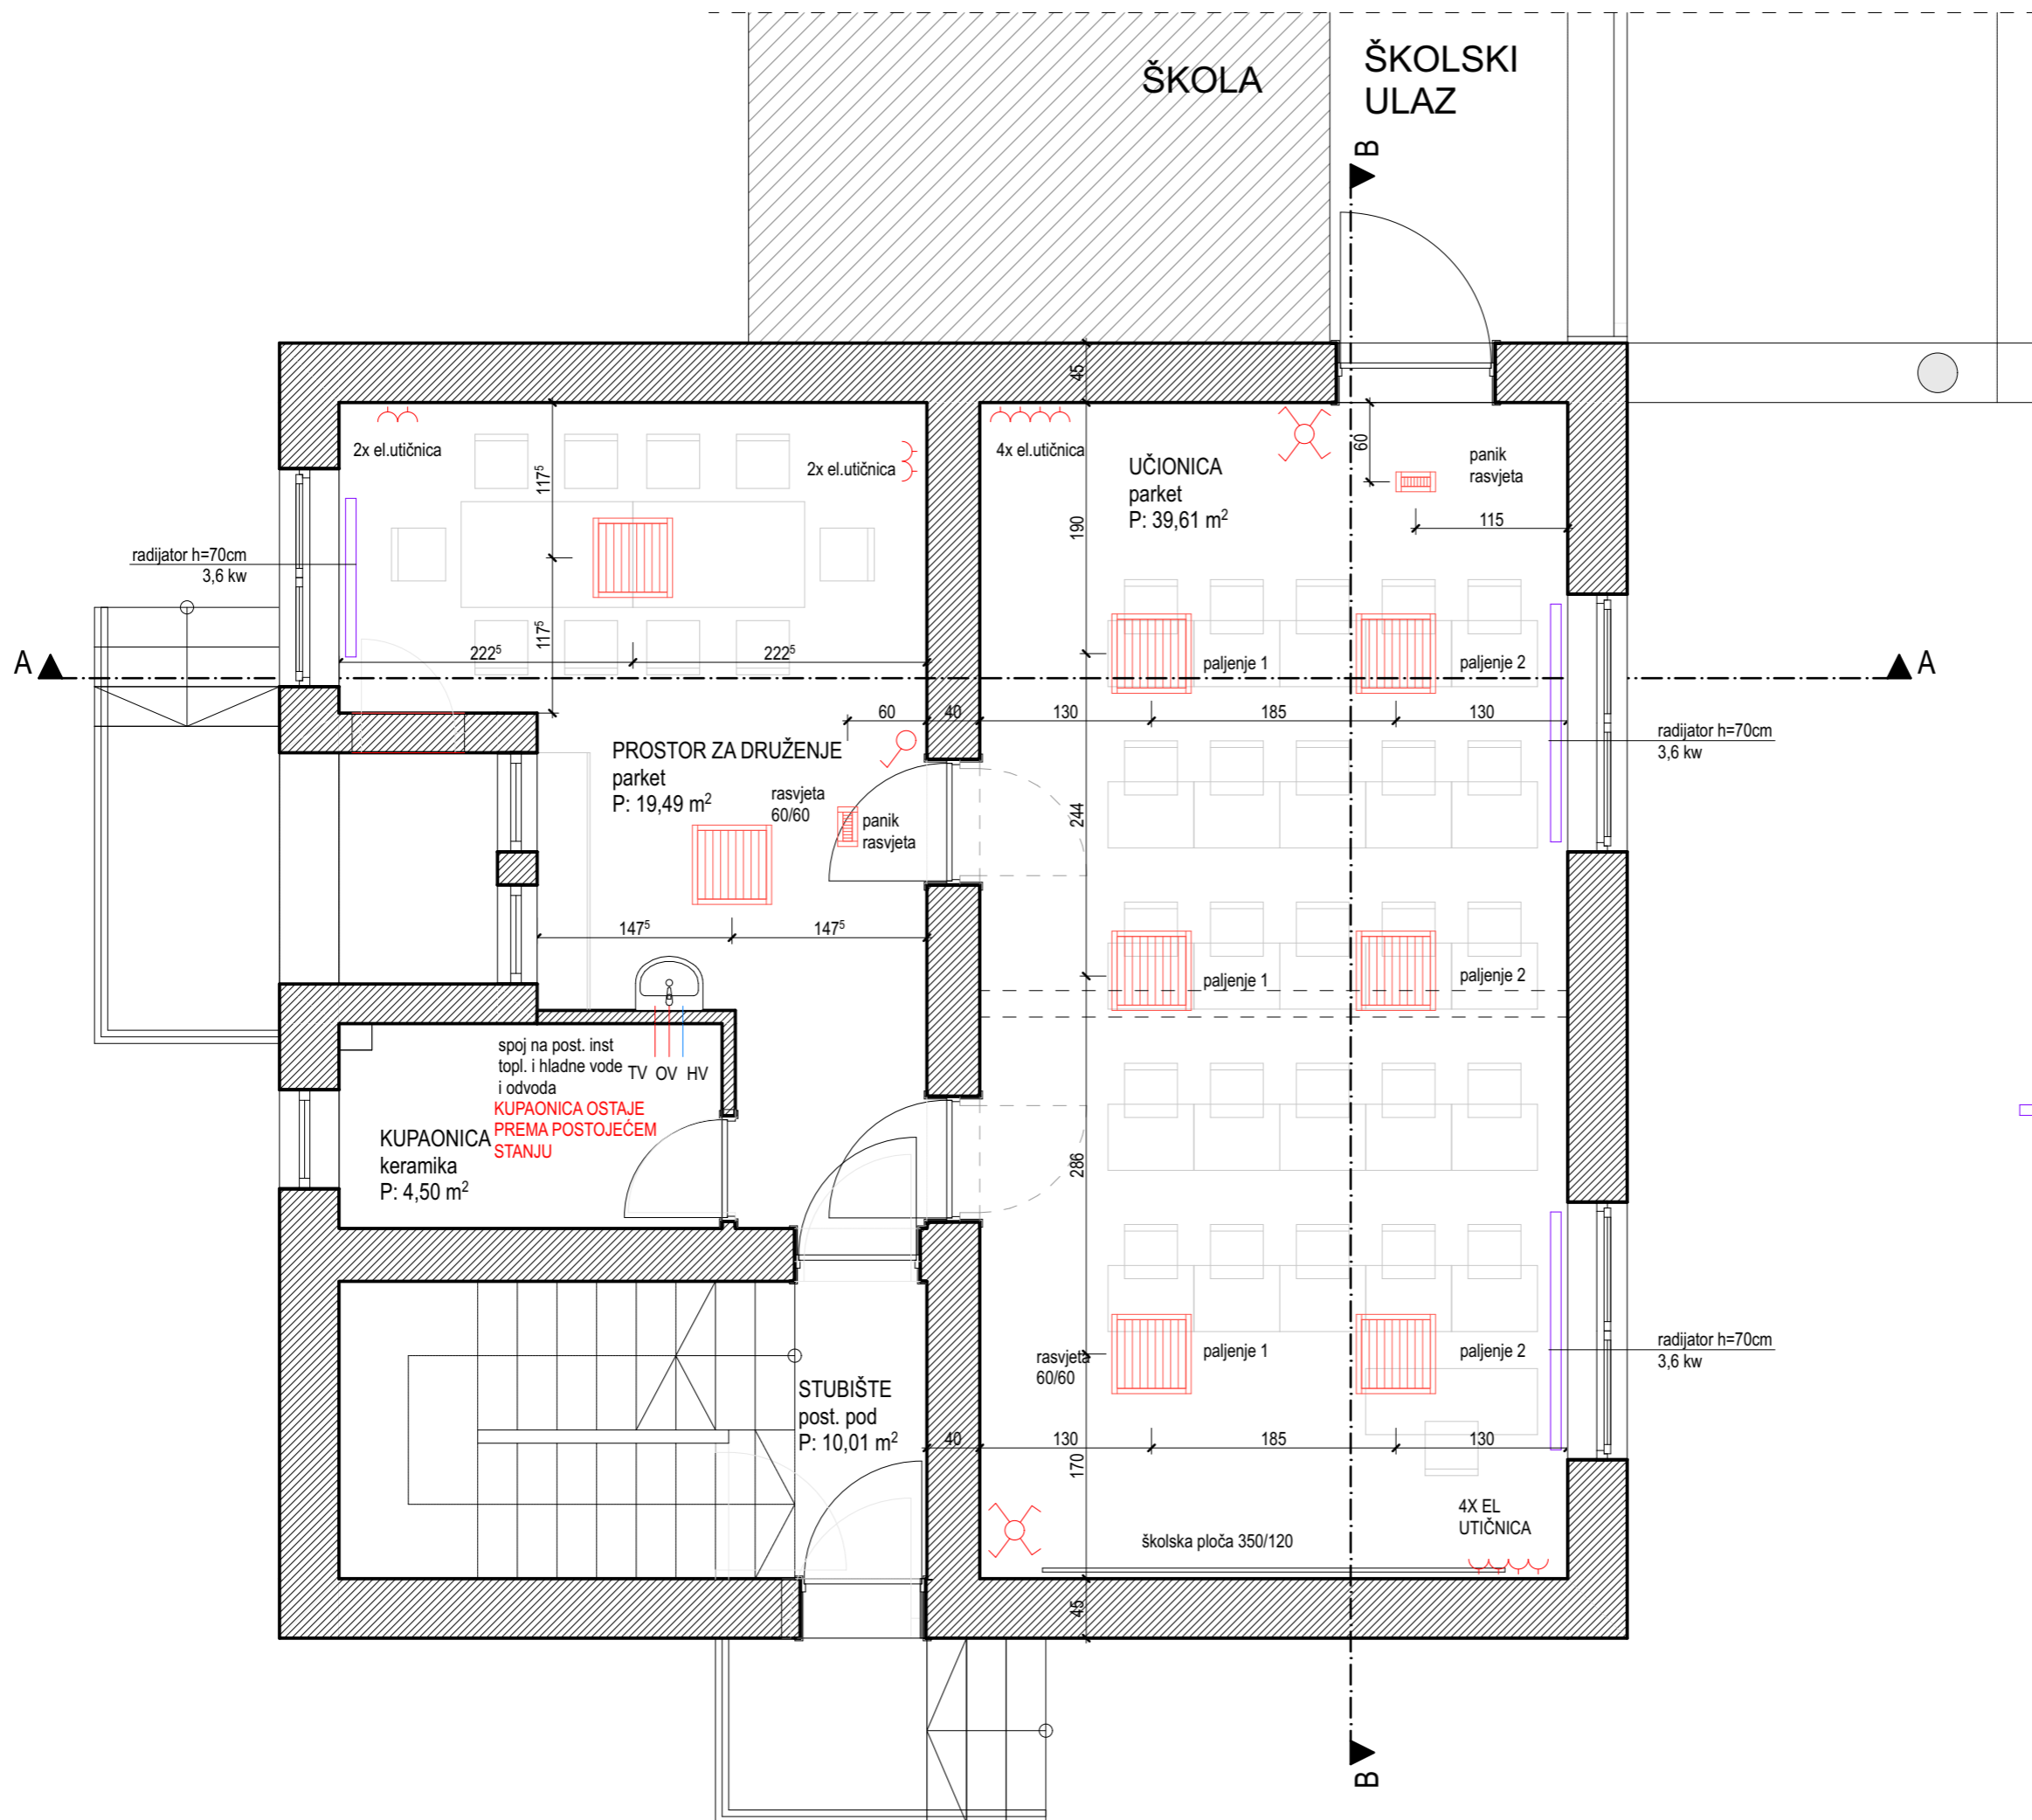 ŠKOLA
ŠKOLSKI
ULAZ
B
45
2x el.utičnica
2x el.utičnica
4x el.utičnica
UČIONICA
parket
P: 39,61 m²
60
panik
rasvjeta
115
117⁵
190
radijator h=70cm
3,6 kw
117⁵
222⁵
222⁵
paljenje 1
paljenje 2
A
A
60
40
130
185
130
radijator h=70cm
3,6 kw
PROSTOR ZA DRUŽENJE
parket
P: 19,49 m²
rasvjeta
60/60
panik
rasvjeta
244
147⁵
147⁵
paljenje 1
paljenje 2
spoj na post. inst
topl. i hladne vode
i odvoda
TV OV HV
KUPAONICA OSTAJE
PREMA POSTOJEĆEM
STANJU
KUPAONICA
keramika
P: 4,50 m²
286
rasvjeta
60/60
paljenje 1
paljenje 2
radijator h=70cm
3,6 kw
STUBIŠTE
post. pod
P: 10,01 m²
40
130
185
130
170
školska ploča 350/120
4X EL
UTIČNICA
45
B